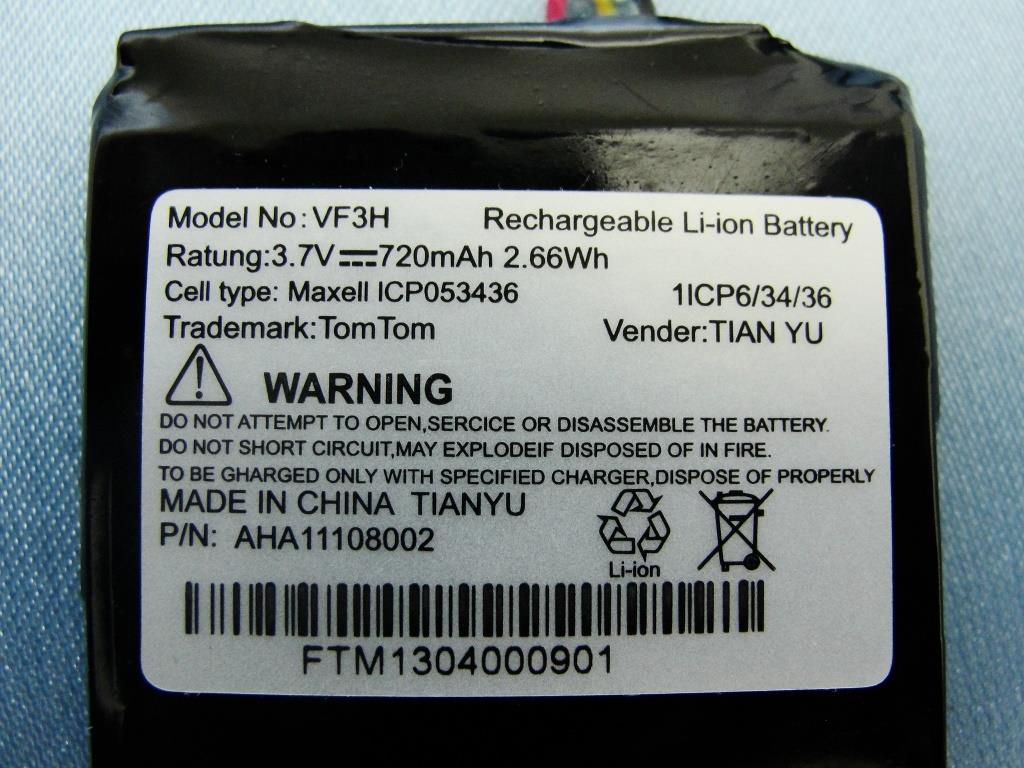 Model No: VF3H Rechargeable Li-ion Battery
Ratung:3.7V⎓720mAh 2.66Wh
Cell type: Maxell ICP053436 1ICP6/34/36
Trademark:TomTom Vender:TIAN YU
WARNING
DO NOT ATTEMPT TO OPEN,SERCICE OR DISASSEMBLE THE BATTERY.
DO NOT SHORT CIRCUIT,MAY EXPLODEIF DISPOSED OF IN FIRE.
TO BE GHARGED ONLY WITH SPECIFIED CHARGER,DISPOSE OF PROPERLY
MADE IN CHINA TIANYU
P/N: AHA11108002
Li-ion
FTM1304000901